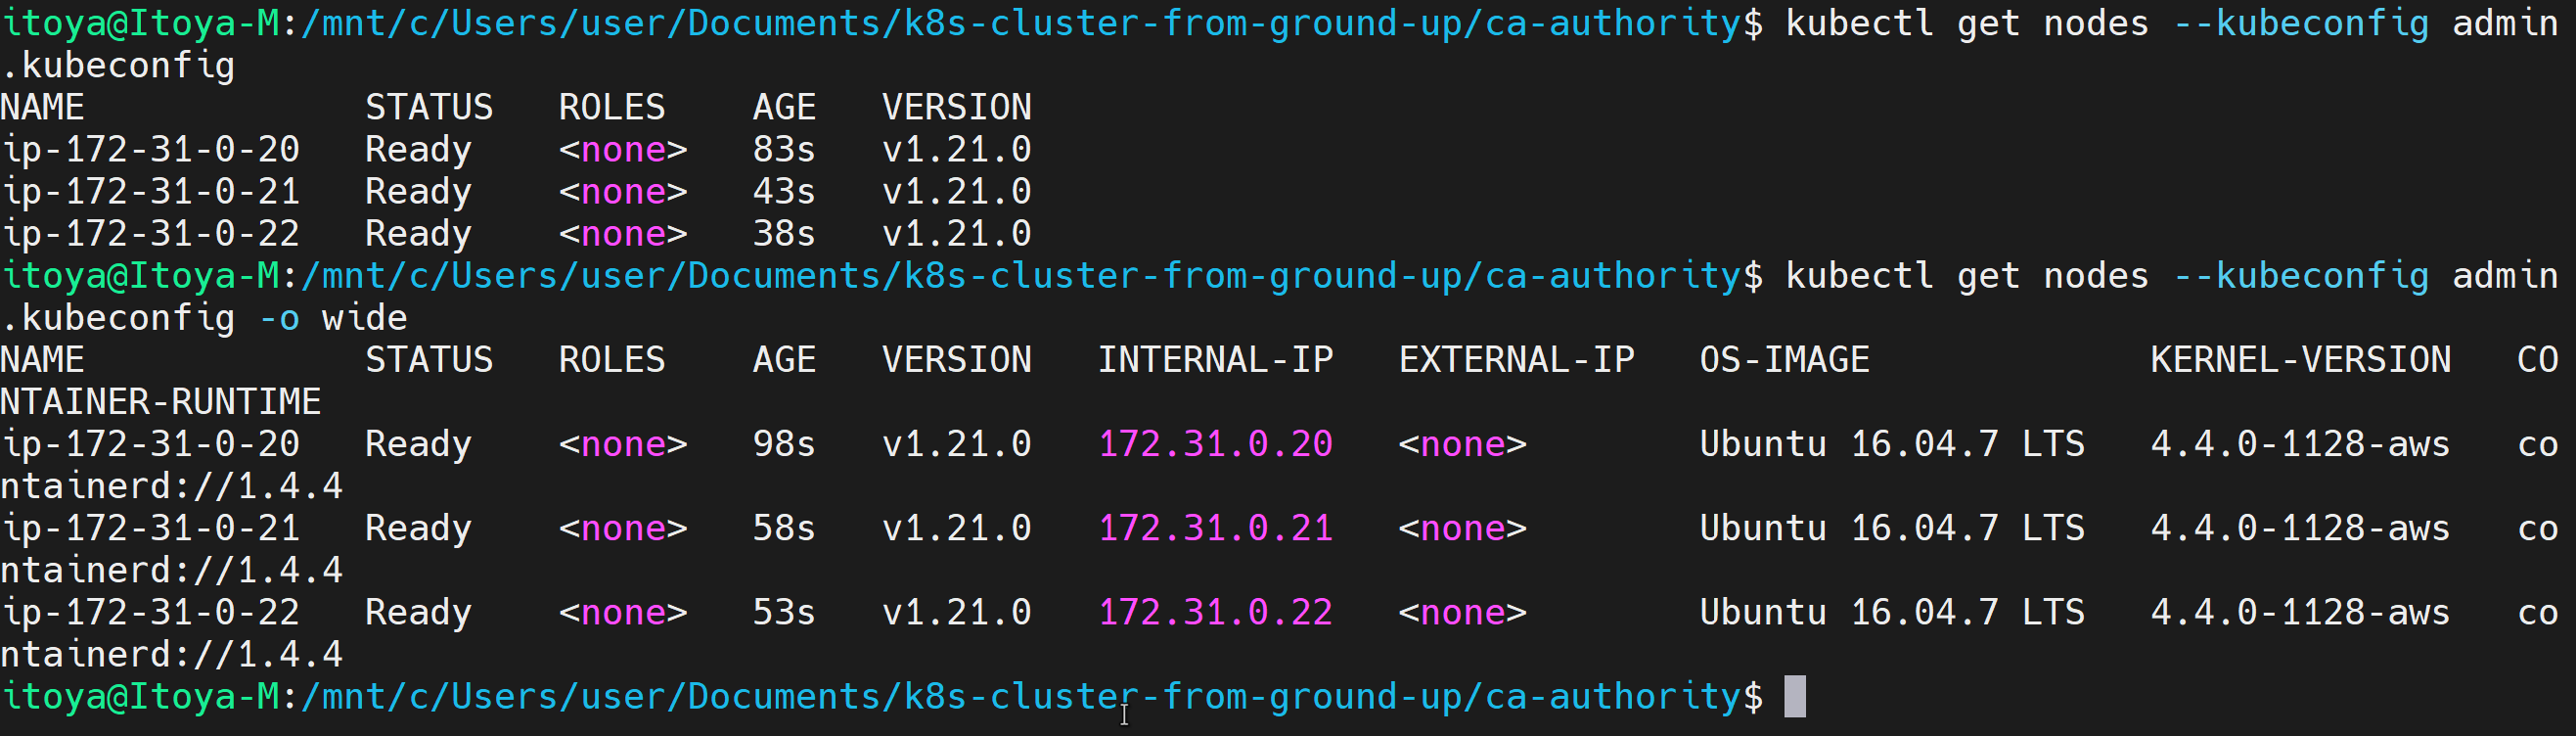 itoya@Itoya-M:/mnt/c/Users/user/Documents/k8s-cluster-from-ground-up/ca-authority$ kubectl get nodes --kubeconfig admin
.kubeconfig
NAME             STATUS   ROLES    AGE   VERSION
ip-172-31-0-20   Ready    <none>   83s   v1.21.0
ip-172-31-0-21   Ready    <none>   43s   v1.21.0
ip-172-31-0-22   Ready    <none>   38s   v1.21.0
itoya@Itoya-M:/mnt/c/Users/user/Documents/k8s-cluster-from-ground-up/ca-authority$ kubectl get nodes --kubeconfig admin
.kubeconfig -o wide
NAME             STATUS   ROLES    AGE   VERSION   INTERNAL-IP   EXTERNAL-IP   OS-IMAGE             KERNEL-VERSION   CO
NTAINER-RUNTIME
ip-172-31-0-20   Ready    <none>   98s   v1.21.0   172.31.0.20   <none>        Ubuntu 16.04.7 LTS   4.4.0-1128-aws   co
ntainerd://1.4.4
ip-172-31-0-21   Ready    <none>   58s   v1.21.0   172.31.0.21   <none>        Ubuntu 16.04.7 LTS   4.4.0-1128-aws   co
ntainerd://1.4.4
ip-172-31-0-22   Ready    <none>   53s   v1.21.0   172.31.0.22   <none>        Ubuntu 16.04.7 LTS   4.4.0-1128-aws   co
ntainerd://1.4.4
itoya@Itoya-M:/mnt/c/Users/user/Documents/k8s-cluster-from-ground-up/ca-authority$